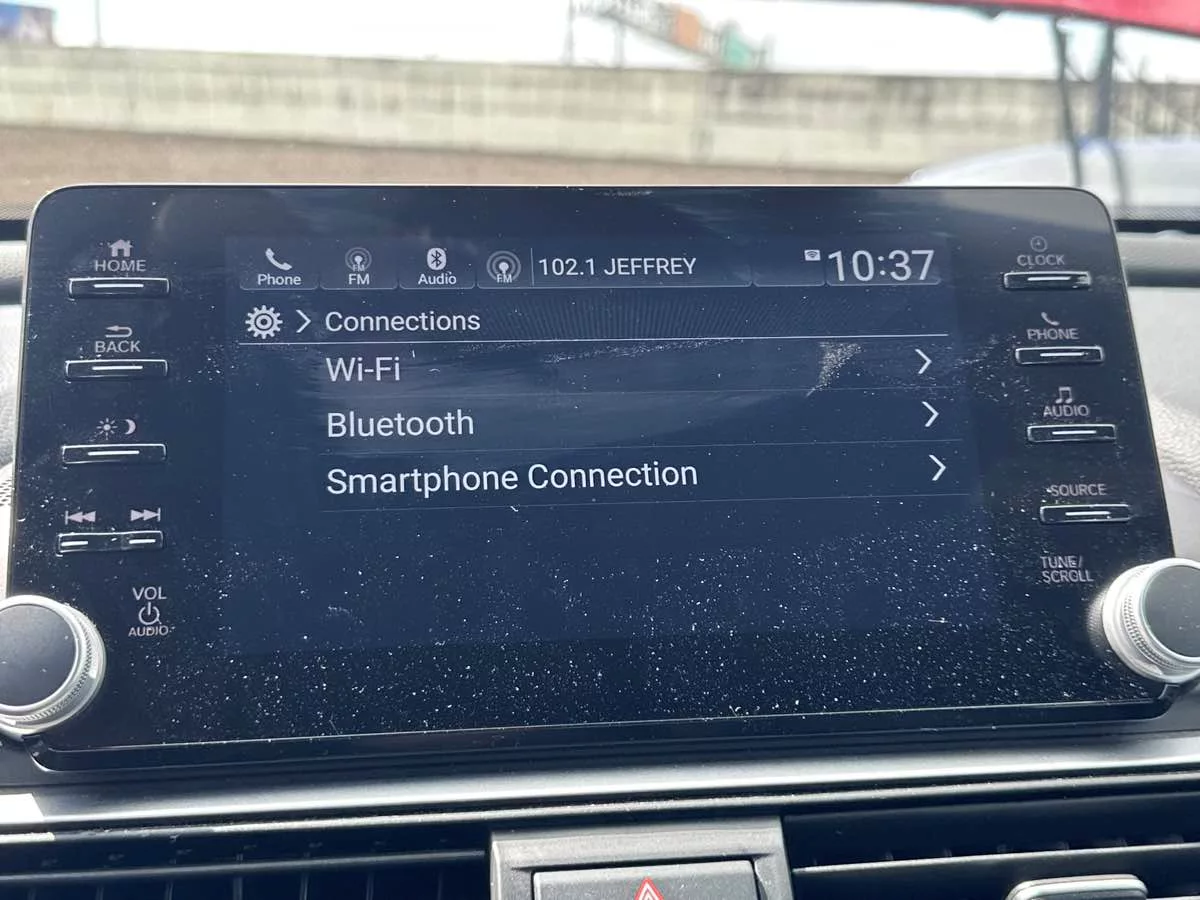 HOME
BACK
VOL
AUDIO
Phone
FM
FM
Audio
FM
102.1 JEFFREY
10:37
Connections
Wi-Fi
Bluetooth
Smartphone Connection
CLOCK
PHONE
AUDIO
SOURCE
TUNE/
SCROLL